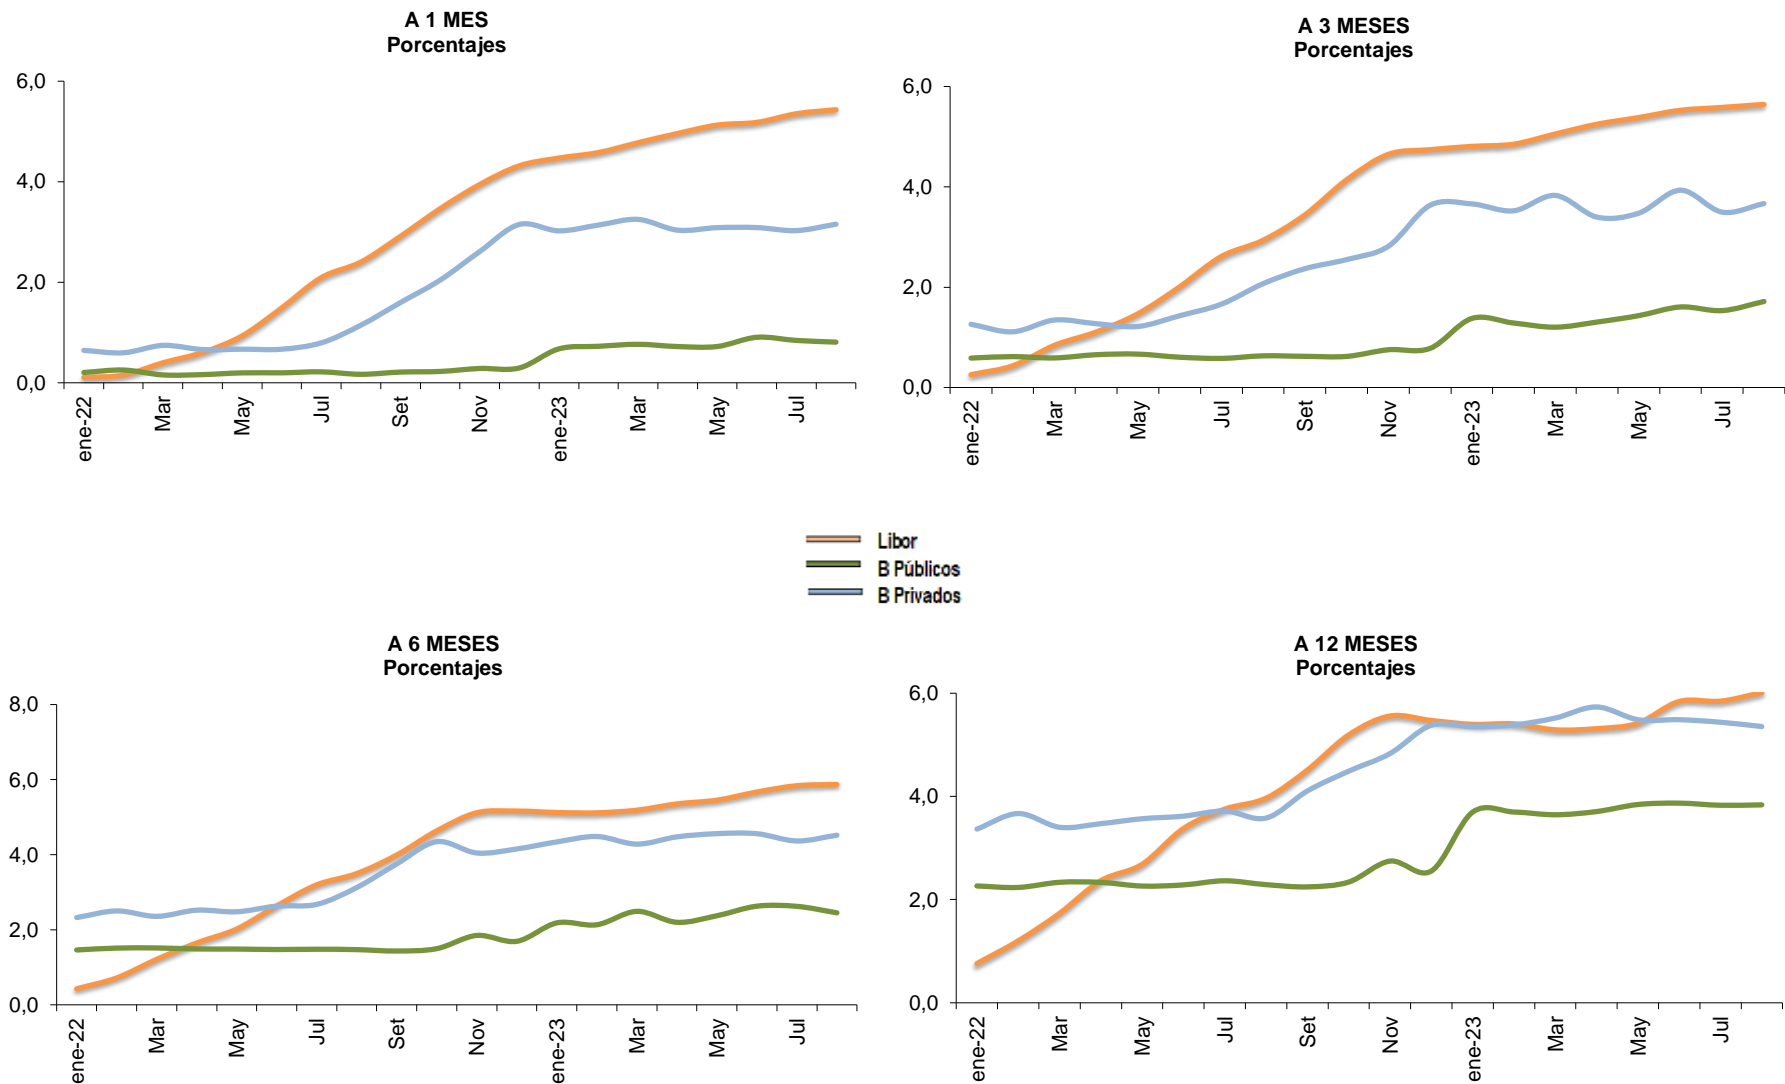 A 1 MES
Porcentajes
6,0
4,0
2,0
0,0
ene-22
Mar
May
Jul
Set
Nov
ene-23
Mar
May
Jul
A 3 MESES
Porcentajes
6,0
4,0
2,0
0,0
ene-22
Mar
May
Jul
Set
Nov
ene-23
Mar
May
Jul
Libor
B Públicos
B Privados
A 6 MESES
Porcentajes
8,0
6,0
4,0
2,0
0,0
ene-22
Mar
May
Jul
Set
Nov
ene-23
Mar
May
Jul
A 12 MESES
Porcentajes
6,0
4,0
2,0
0,0
ene-22
Mar
May
Jul
Set
Nov
ene-23
Mar
May
Jul